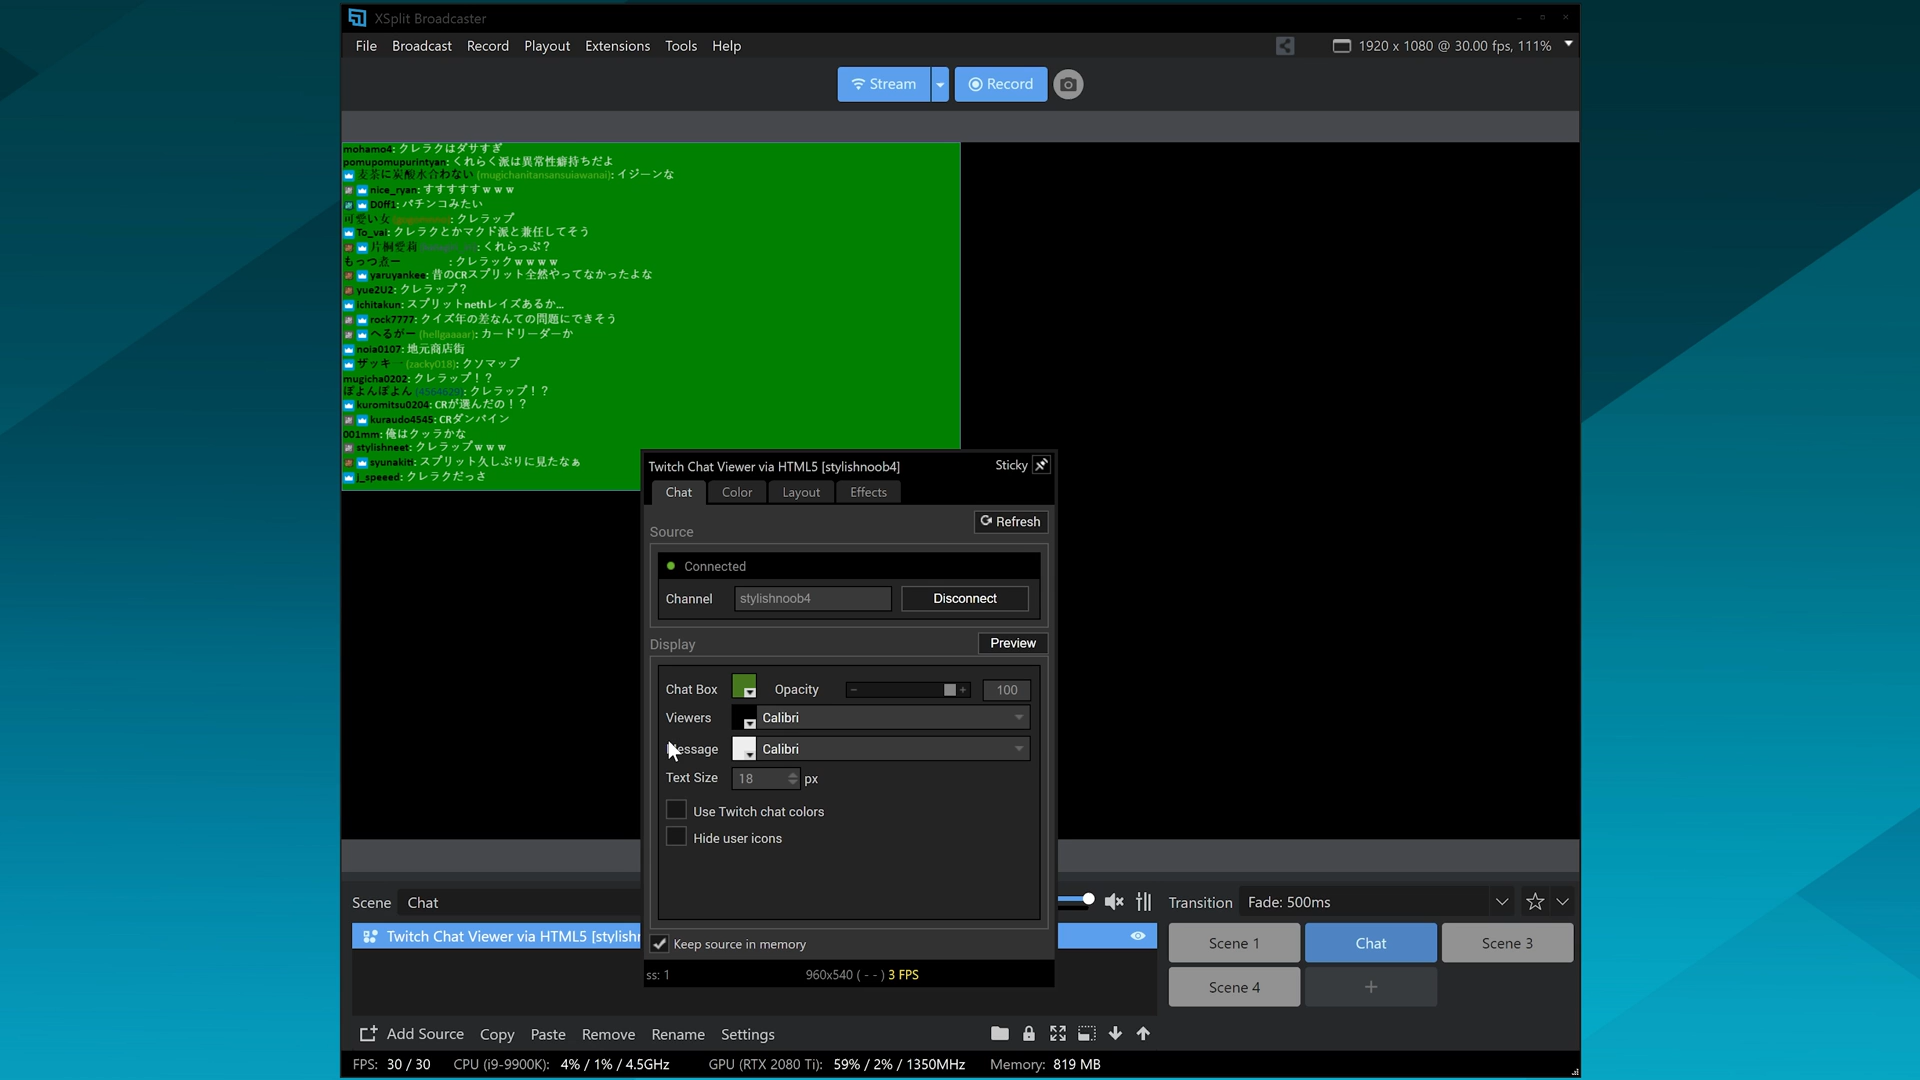 XSplit Broadcaster
File Broadcast Record Playout Extensions Tools Help
1920 x 1080 @ 30.00 fps, 111%
Stream Record
mohamo4: クレラクはダサすぎ
pomupomupurintyan: くれらく派は異常性癖持ちだよ
麦茶に炭酸水合わない (mugichanitansansuiawanai): イジーンな
nice_ryan: すすすすすｗｗｗ
D0ff1: パチンコみたい
可愛い女 : クレラップ
To_vai: クレラクとかマクド派と兼任してそう
片桐愛莉 : くれらっぷ？
もっつ煮一 : クレラックｗｗｗｗ
yaruyankee: 昔のCRスプリット全然やってなかったよな
yue2U2: クレラップ？
ichitakun: スプリットnethレイズあるか...
rock7777: クイズ年の差なんての問題にできそう
へるがー (hellgaaaar): カードリーダーか
noia0107: 地元商店街
ザッキー (zacky018): クソマップ
mugicha0202: クレラップ！？
ぽよんぽよん : クレラップ！？
kuromitsu0204: CRが選んだの！？
kuraudo4545: CRダンバイン
001mm: 俺はクッラかな
stylishneet: クレラップｗｗｗ
syunakiti: スプリット久しぶりに見たなぁ
j_speeed: クレラクだっさ
Twitch Chat Viewer via HTML5 [stylishnoob4] Sticky
Chat Color Layout Effects
Refresh
Source
Connected
Channel stylishnoob4 Disconnect
Display Preview
Chat Box Opacity 100
Viewers Calibri
Message Calibri
Text Size 18 px
Use Twitch chat colors
Hide user icons
Keep source in memory
ss: 1 960x540 ( - - ) 3 FPS
Scene Chat
Twitch Chat Viewer via HTML5 [stylishn
Transition Fade: 500ms
Scene 1 Chat Scene 3
Scene 4 +
Add Source Copy Paste Remove Rename Settings
FPS: 30 / 30 CPU (i9-9900K): 4% / 1% / 4.5GHz GPU (RTX 2080 Ti): 59% / 2% / 1350MHz Memory: 819 MB